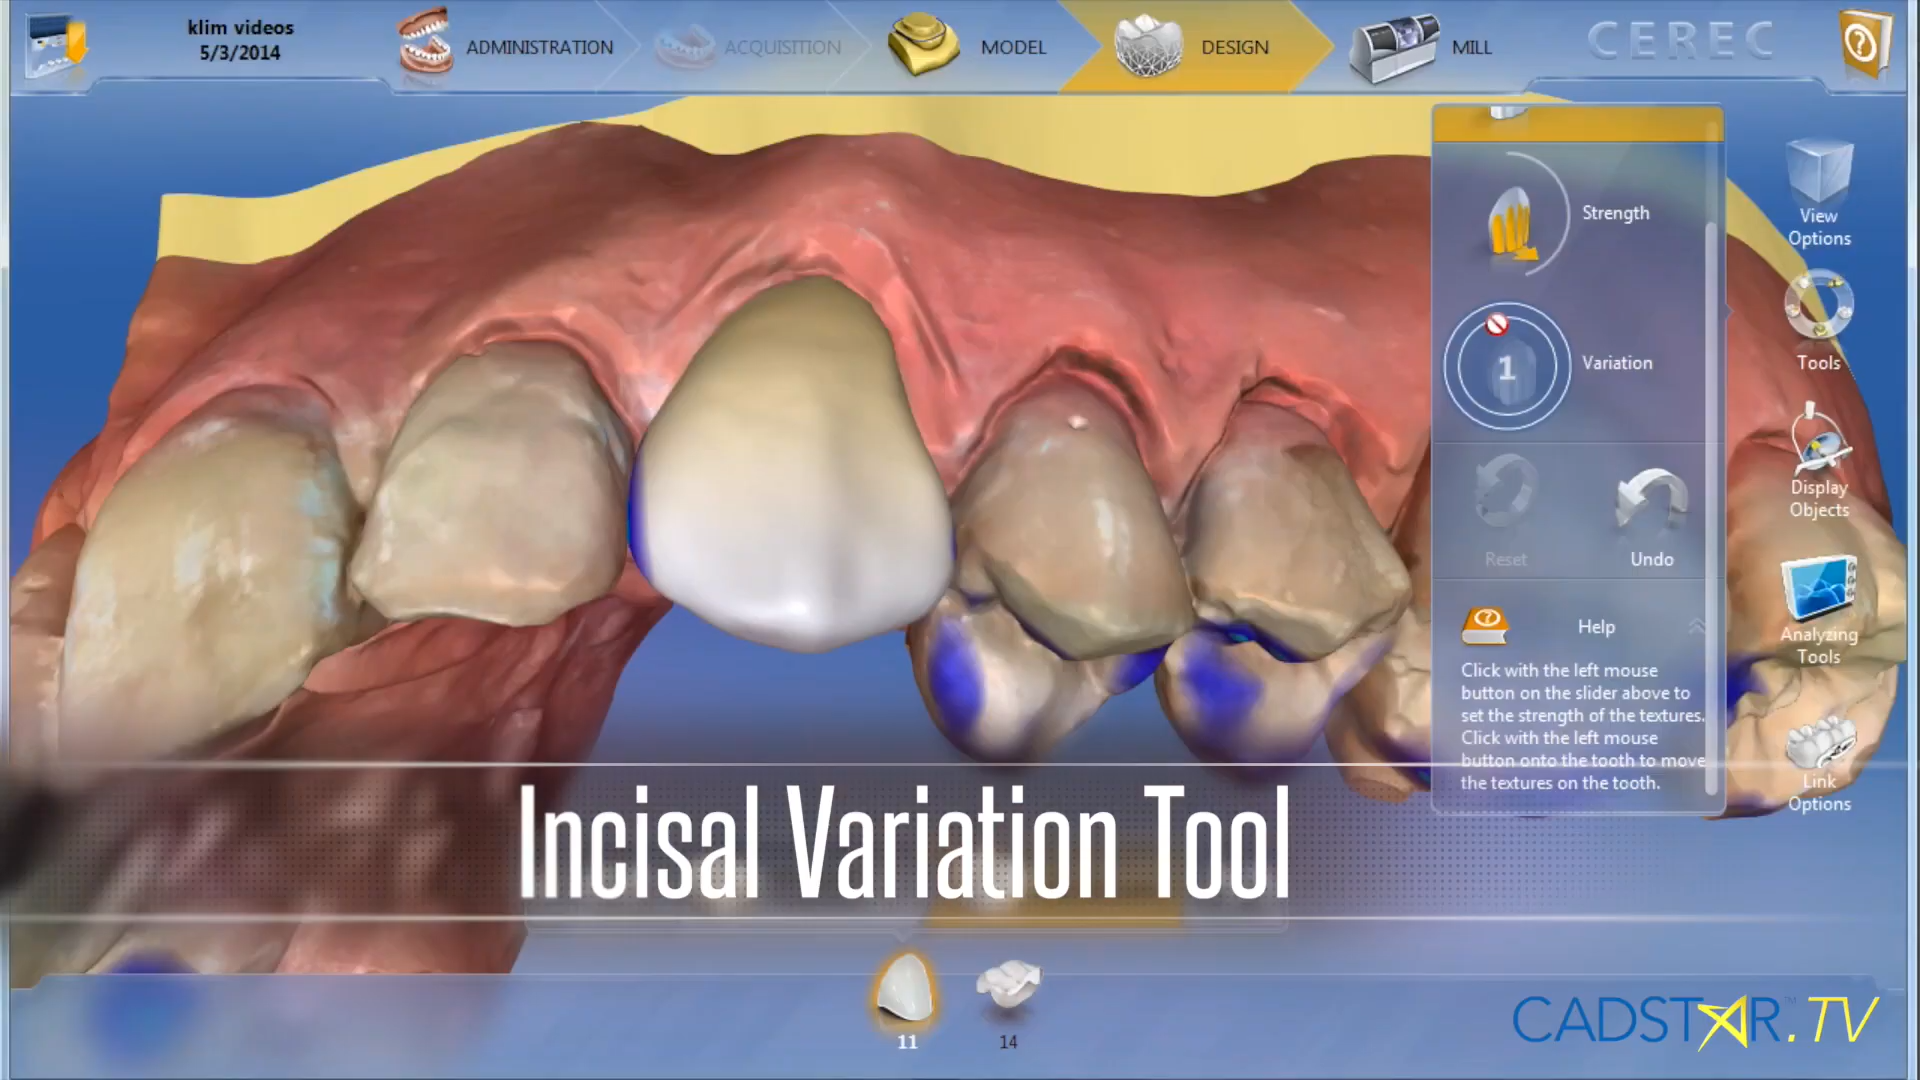 klim videos
5/3/2014
ADMINISTRATION
ACQUISITION
MODEL
DESIGN
MILL
CEREC
Strength
1
Variation
Reset
Undo
Help
Click with the left mouse
button on the slider above to
set the strength of the textures.
Click with the left mouse
button onto the tooth to move
the textures on the tooth.
View
Options
Tools
Display
Objects
Analyzing
Tools
Link
Options
Incisal Variation Tool
11
14
CADSTAR™.TV